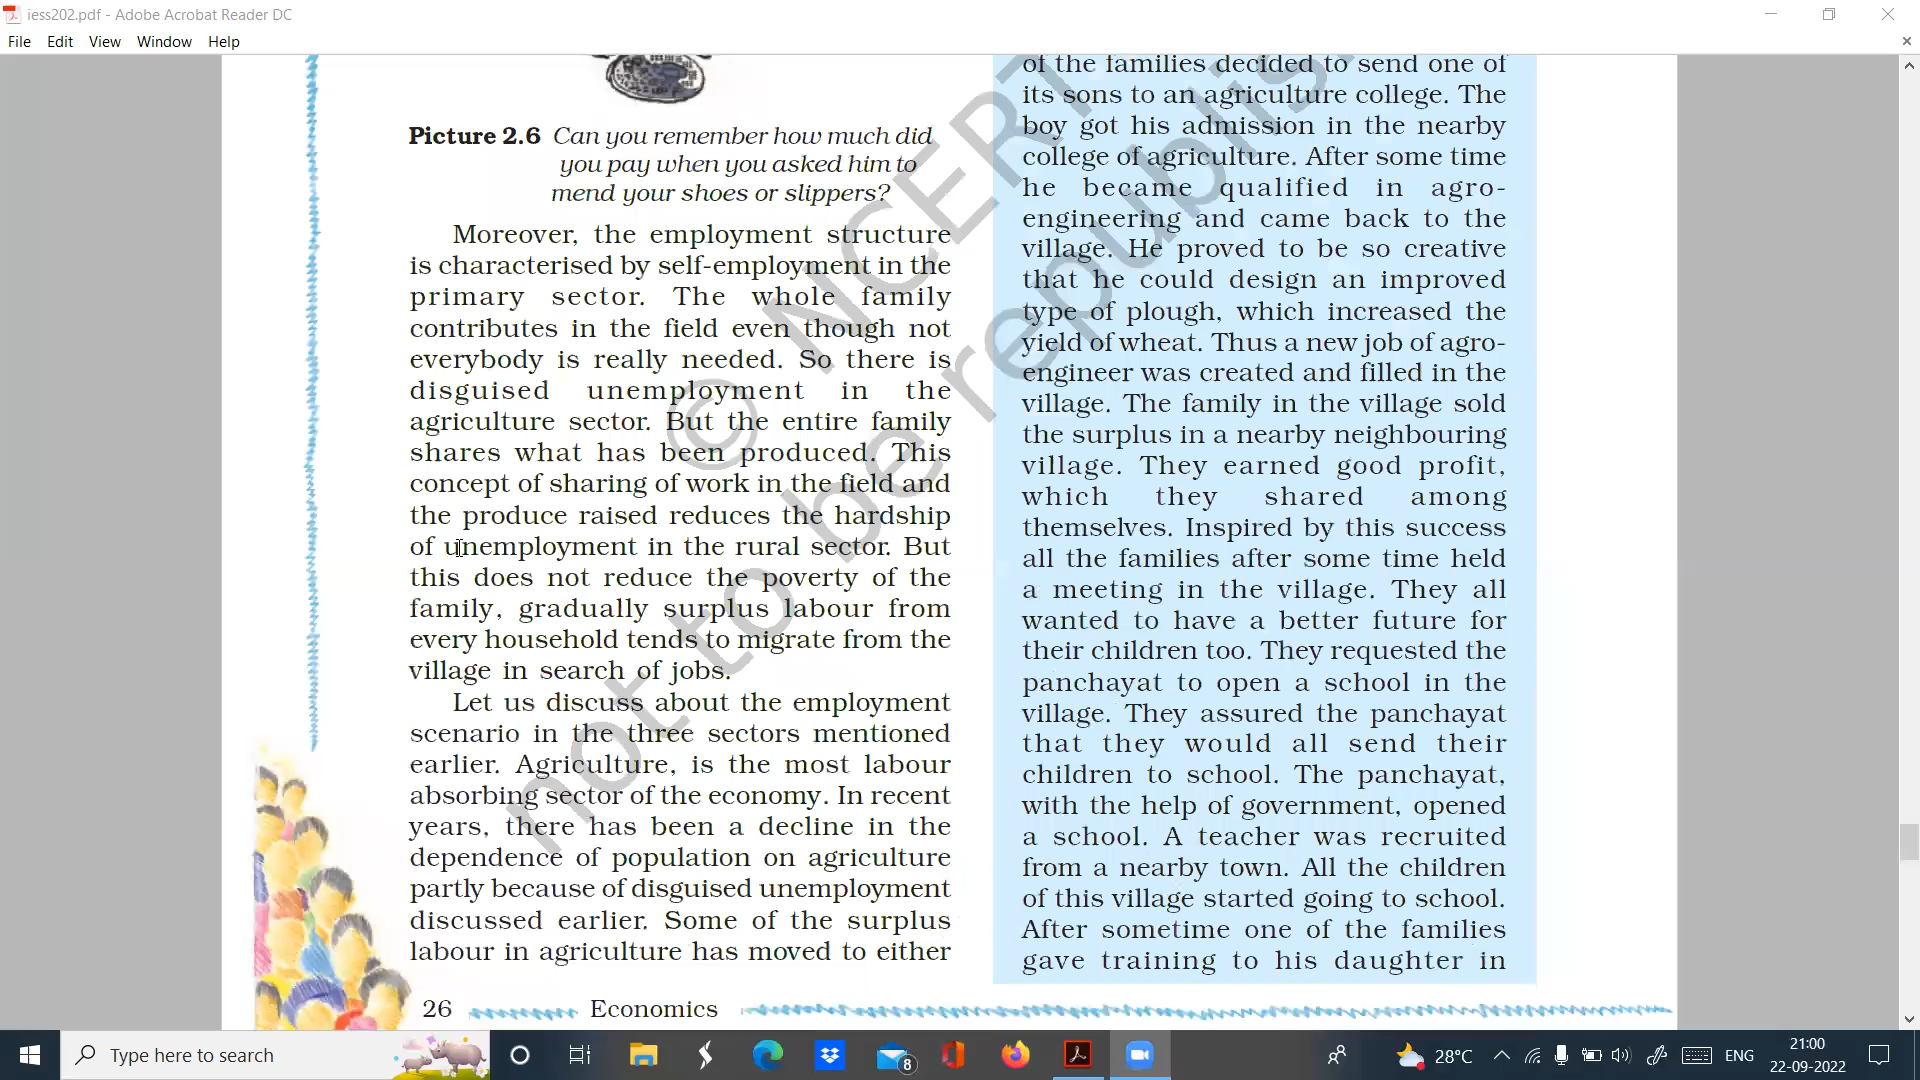 iess202.pdf - Adobe Acrobat Reader DC
File Edit View Window Help
Picture 2.6 Can you remember how much did
you pay when you asked him to
mend your shoes or slippers?
Moreover, the employment structure
is characterised by self-employment in the
primary sector. The whole family
contributes in the field even though not
everybody is really needed. So there is
disguised unemployment in the
agriculture sector. But the entire family
shares what has been produced. This
concept of sharing of work in the field and
the produce raised reduces the hardship
of unemployment in the rural sector. But
this does not reduce the poverty of the
family, gradually surplus labour from
every household tends to migrate from the
village in search of jobs.
Let us discuss about the employment
scenario in the three sectors mentioned
earlier. Agriculture, is the most labour
absorbing sector of the economy. In recent
years, there has been a decline in the
dependence of population on agriculture
partly because of disguised unemployment
discussed earlier. Some of the surplus
labour in agriculture has moved to either
of the families decided to send one of
its sons to an agriculture college. The
boy got his admission in the nearby
college of agriculture. After some time
he became qualified in agro-
engineering and came back to the
village. He proved to be so creative
that he could design an improved
type of plough, which increased the
yield of wheat. Thus a new job of agro-
engineer was created and filled in the
village. The family in the village sold
the surplus in a nearby neighbouring
village. They earned good profit,
which they shared among
themselves. Inspired by this success
all the families after some time held
a meeting in the village. They all
wanted to have a better future for
their children too. They requested the
panchayat to open a school in the
village. They assured the panchayat
that they would all send their
children to school. The panchayat,
with the help of government, opened
a school. A teacher was recruited
from a nearby town. All the children
of this village started going to school.
After sometime one of the families
gave training to his daughter in
© NCERT
not to be republis
26 Economics
Type here to search
8
28°C
ENG
21:00
22-09-2022